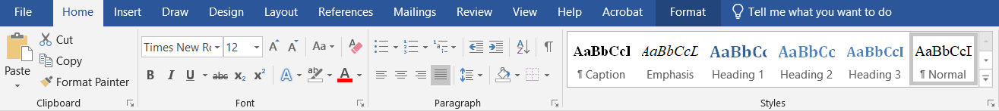 File Home Insert Draw Design Layout References Mailings Review View Help Acrobat Format Tell me what you want to do
Paste
Cut
Copy
Format Painter
Clipboard
Times New Ro 12 Aa
B I U abc x₂ x² A ab A
Font
Paragraph
AaBbCcI AaBbCcL AaBbCc AaBbCc AaBbCcI AaBbCcI
¶ Caption Emphasis Heading 1 Heading 2 Heading 3 ¶ Normal
Styles